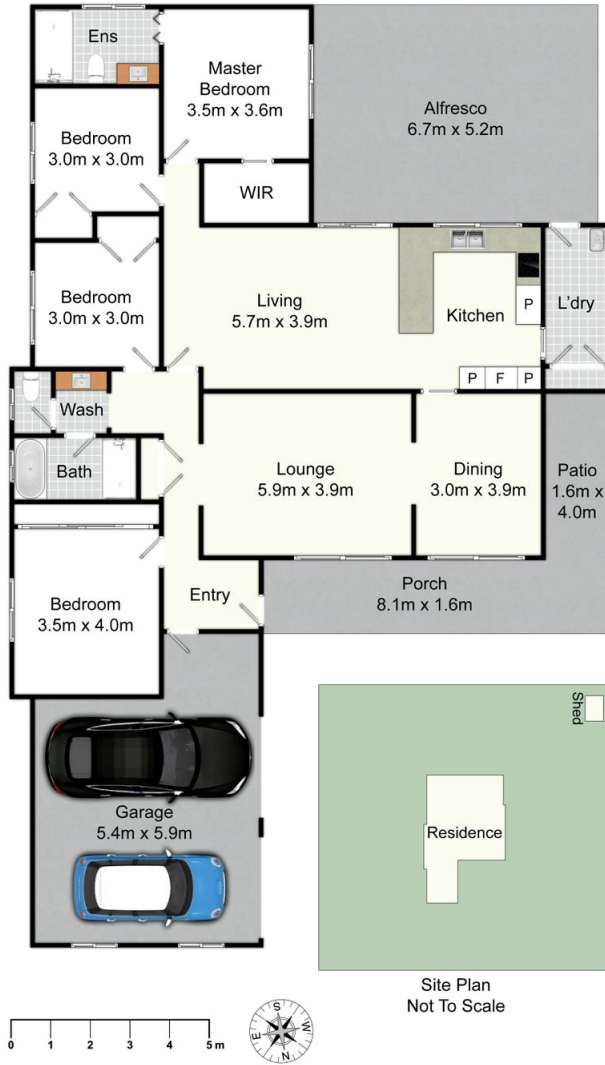 Ens
Master
Bedroom
3.5m x 3.6m
Alfresco
6.7m x 5.2m
Bedroom
3.0m x 3.0m
WIR
Bedroom
3.0m x 3.0m
Living
5.7m x 3.9m
Kitchen
P
L'dry
P F P
Wash
Bath
Lounge
5.9m x 3.9m
Dining
3.0m x 3.9m
Patio
1.6m x
4.0m
Bedroom
3.5m x 4.0m
Entry
Porch
8.1m x 1.6m
Garage
5.4m x 5.9m
Shed
Residence
Site Plan
Not To Scale
0 1 2 3 4 5 m
S
E W
N